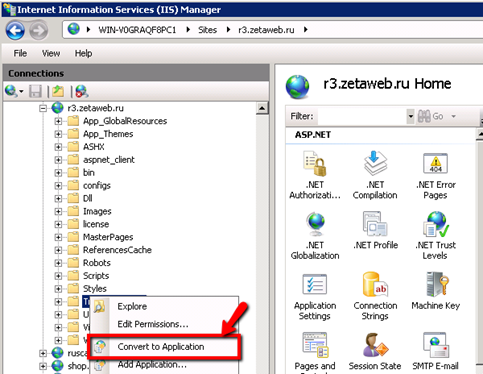 Internet Information Services (IIS) Manager
WIN-V0GRAQF8PC1 Sites r3.zetaweb.ru
File View Help
Connections
r3.zetaweb.ru
App_GlobalResources
App_Themes
ASHX
aspnet_client
bin
configs
Dll
Images
license
MasterPages
ReferencesCache
Robots
Scripts
Styles
Explore
Edit Permissions...
Convert to Application
Add Application...
rusca
shop.
r3.zetaweb.ru Home
Filter: Go
ASP.NET
.NET Authorizati...
.NET Compilation
.NET Error Pages
404
.NET Globalization
.NET Profile
.NET Trust Levels
Application Settings
Connection Strings
ab
Machine Key
Pages and
Session State
SMTP E-mail